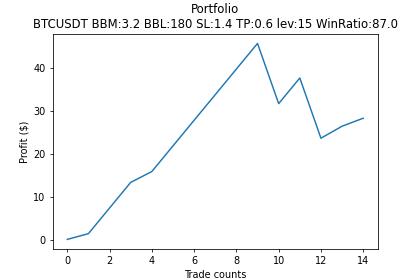 Portfolio
BTCUSDT BBM:3.2 BBL:180 SL:1.4 TP:0.6 lev:15 WinRatio:87.0
40
30
20
10
0
Profit ($)
0 2 4 6 8 10 12 14
Trade counts